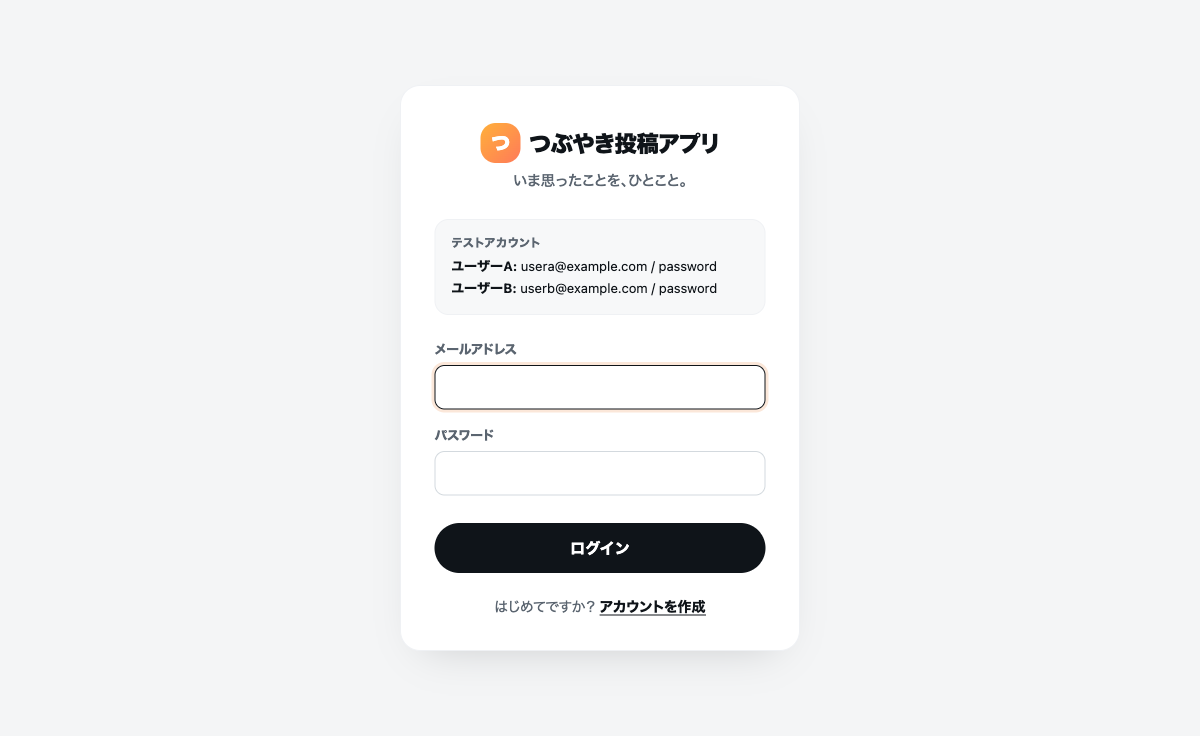 つ つぶやき投稿アプリ
いま思ったことを、ひとこと。
テストアカウント
ユーザーA: usera@example.com / password
ユーザーB: userb@example.com / password
メールアドレス
パスワード
ログイン
はじめてですか? アカウントを作成